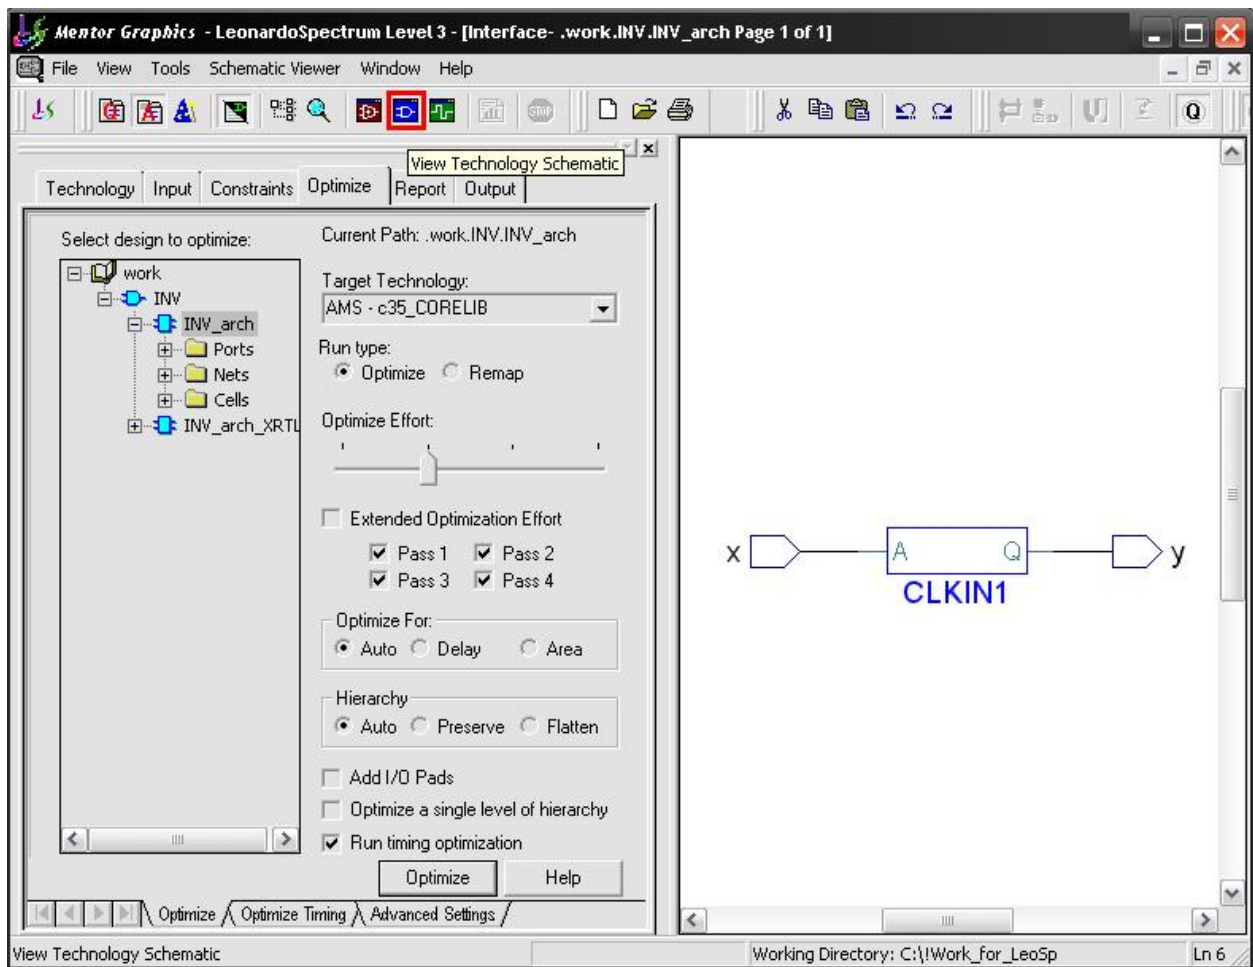 Mentor Graphics - LeonardoSpectrum Level 3 - [Interface- .work.INV.INV_arch Page 1 of 1]
File View Tools Schematic Viewer Window Help
STOP
Q
View Technology Schematic
Technology Input Constraints Optimize Report Output
Select design to optimize:
work
INV
INV_arch
Ports
Nets
Cells
INV_arch_XRTL
Current Path: .work.INV.INV_arch
Target Technology:
AMS - c35_CORELIB
Run type:
Optimize Remap
Optimize Effort:
Extended Optimization Effort
Pass 1 Pass 2
Pass 3 Pass 4
Optimize For:
Auto Delay Area
Hierarchy
Auto Preserve Flatten
Add I/O Pads
Optimize a single level of hierarchy
Run timing optimization
Optimize Help
Optimize Optimize Timing Advanced Settings
x A Q y
CLKIN1
View Technology Schematic Working Directory: C:\!Work_for_LeoSp Ln 6